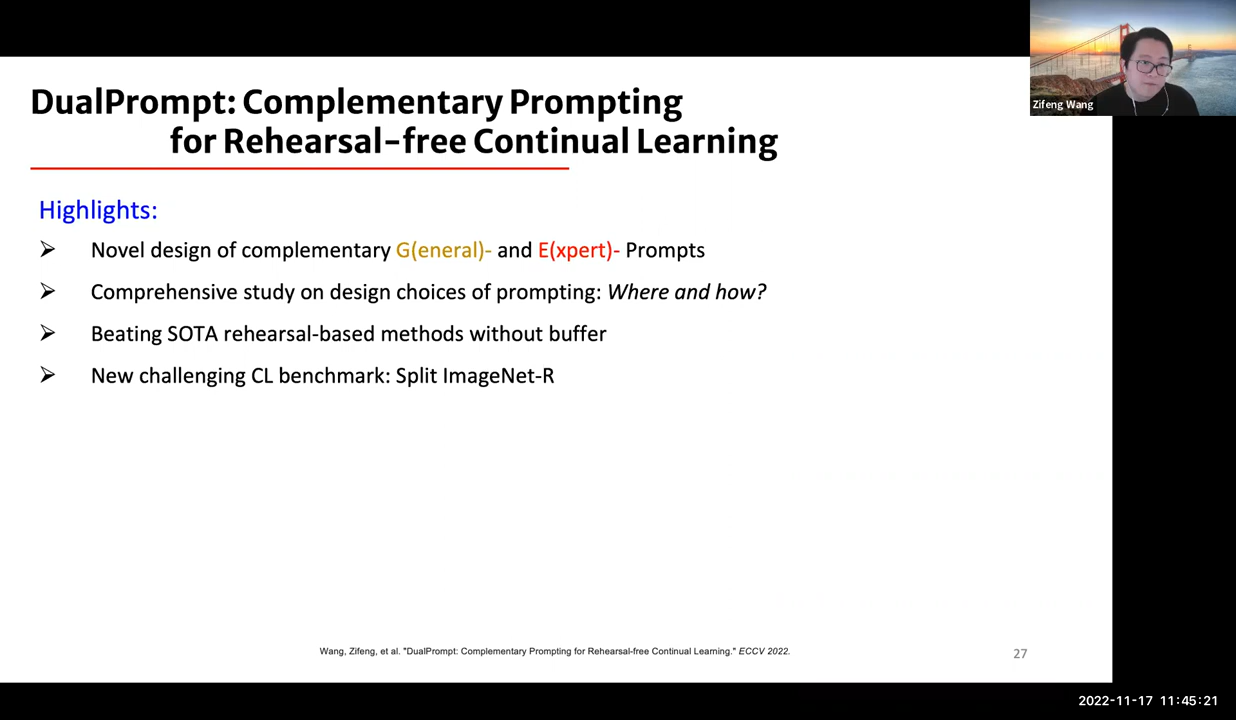 Zifeng Wang
DualPrompt: Complementary Prompting
for Rehearsal-free Continual Learning
Highlights:
➢ Novel design of complementary G(eneral)- and E(xpert)- Prompts
➢ Comprehensive study on design choices of prompting: Where and how?
➢ Beating SOTA rehearsal-based methods without buffer
➢ New challenging CL benchmark: Split ImageNet-R
Wang, Zifeng, et al. "DualPrompt: Complementary Prompting for Rehearsal-free Continual Learning." ECCV 2022.
27
2022-11-17 11:45:21